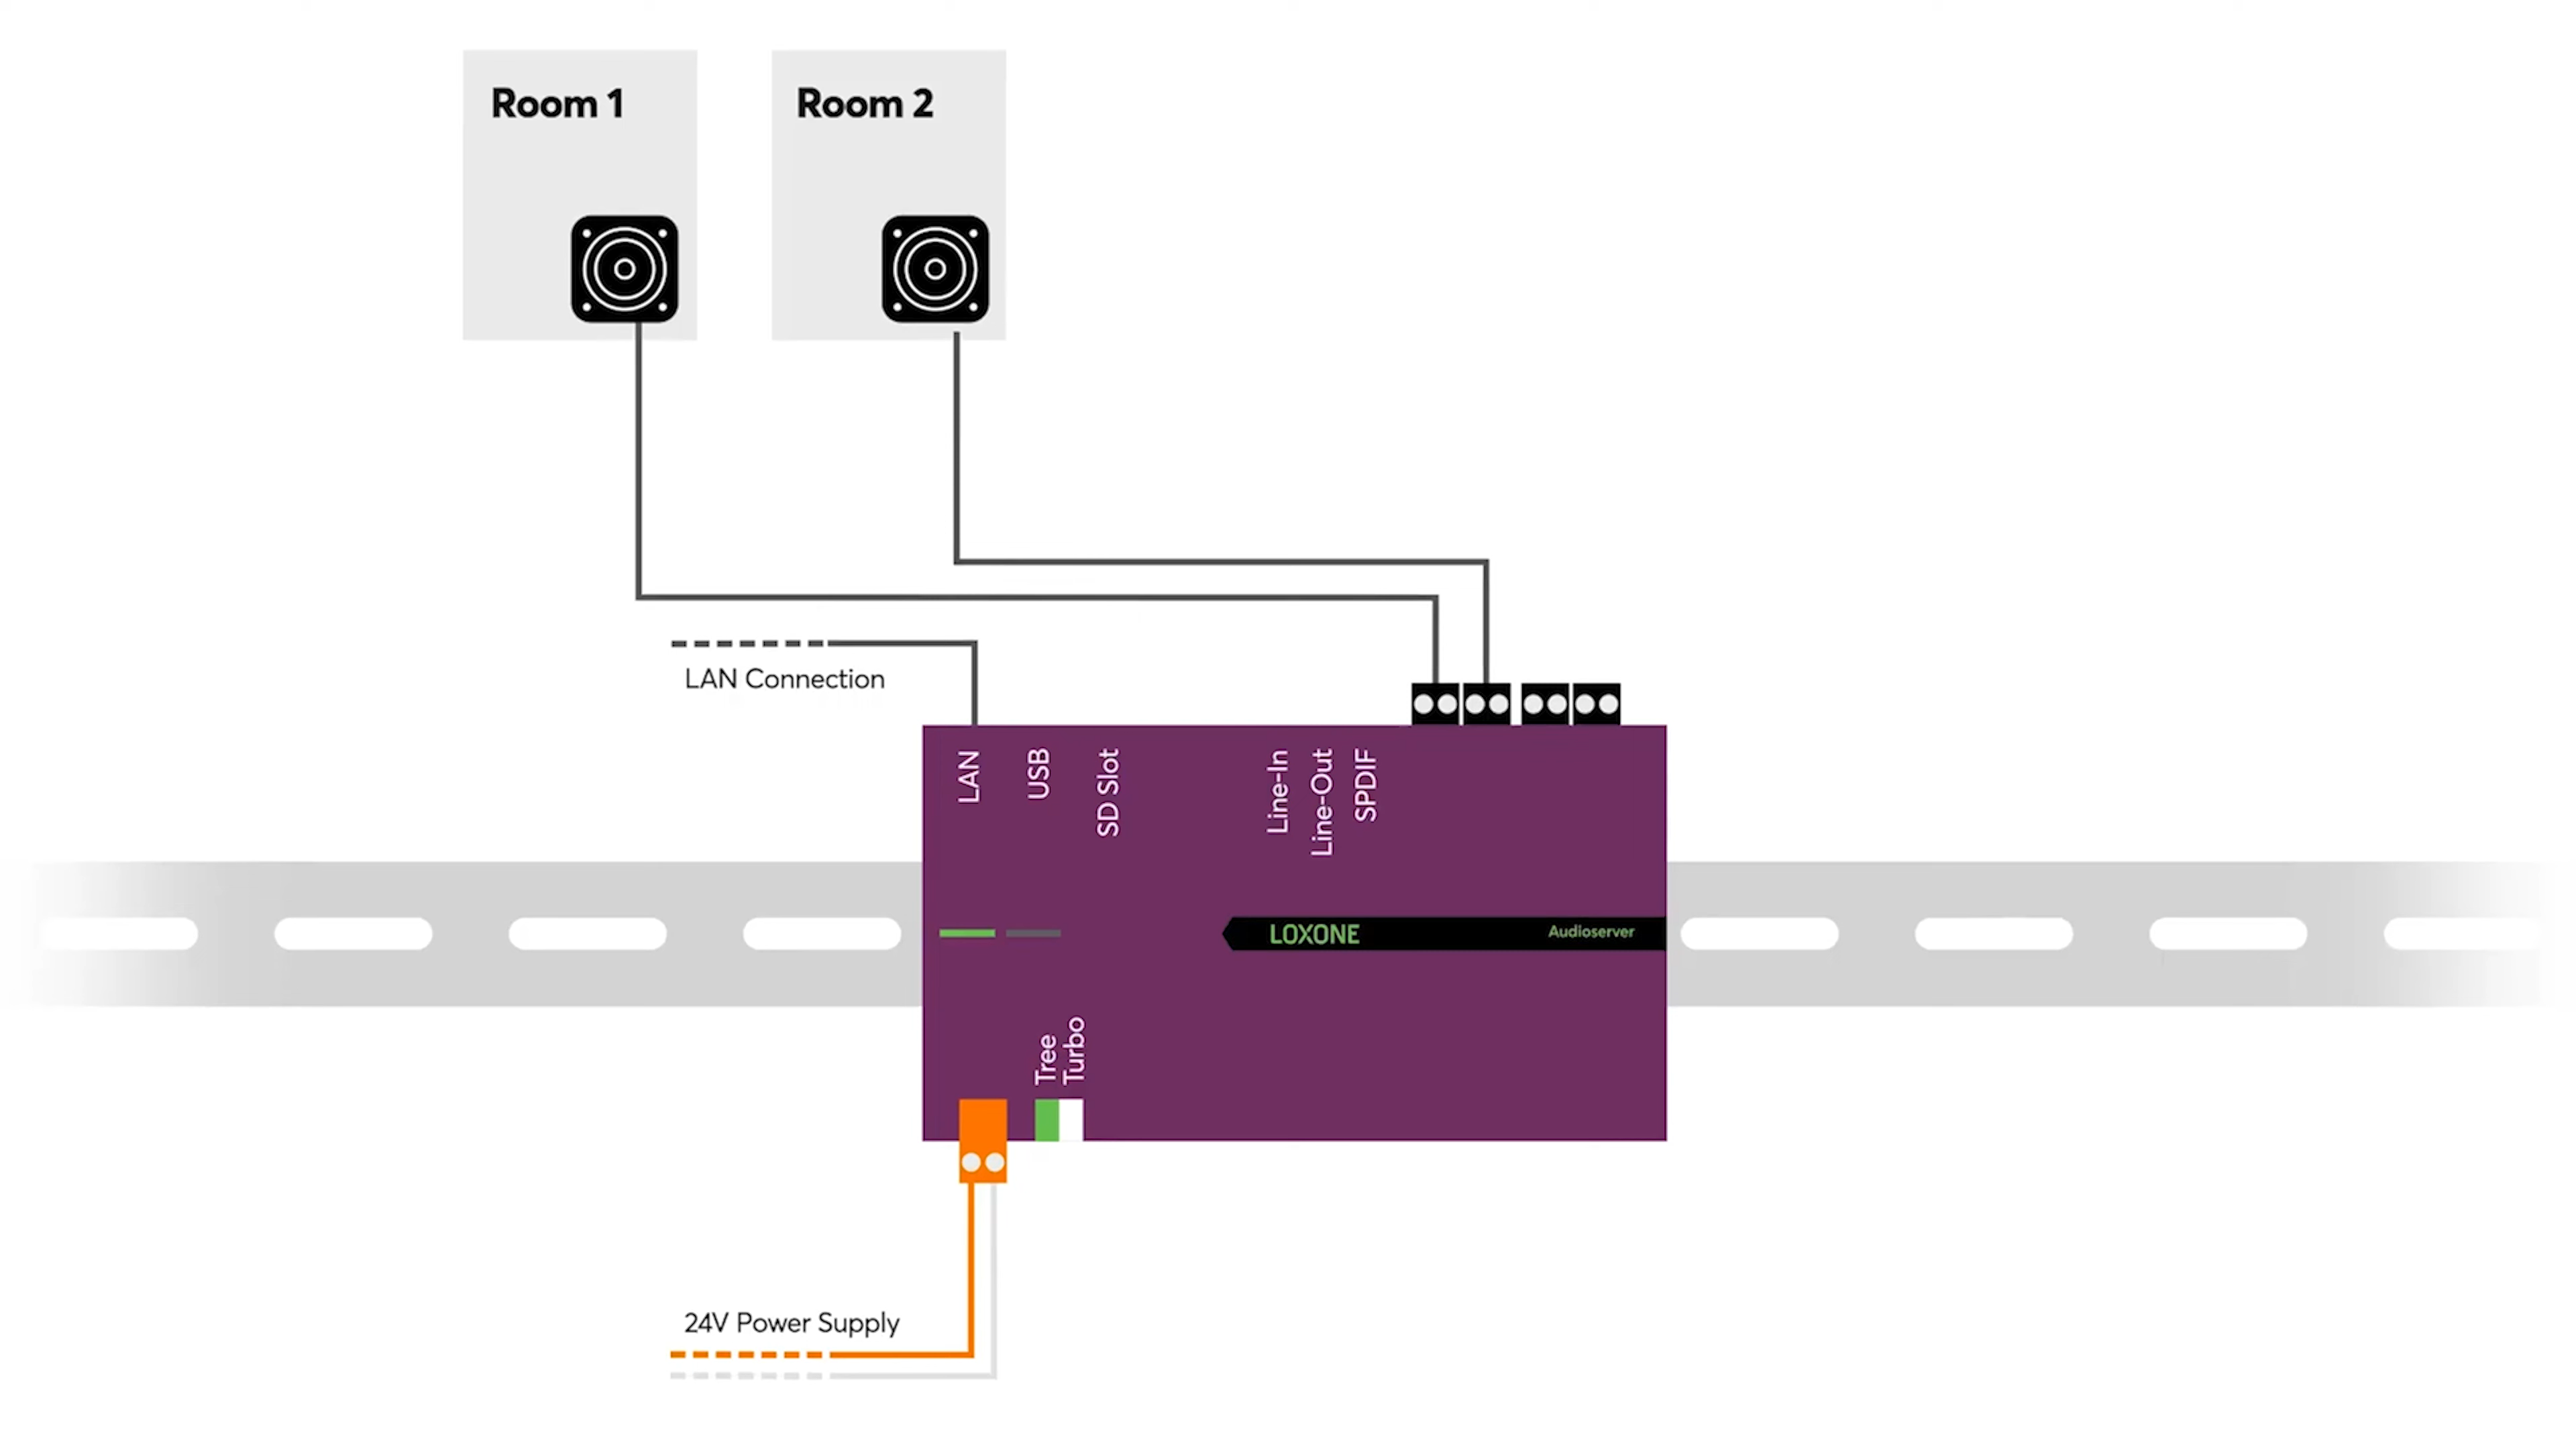 Room 1
Room 2
LAN Connection
LAN
USB
SD Slot
Line-In
Line-Out
SPDIF
LOXONE
Audioserver
Tree
Turbo
24V Power Supply